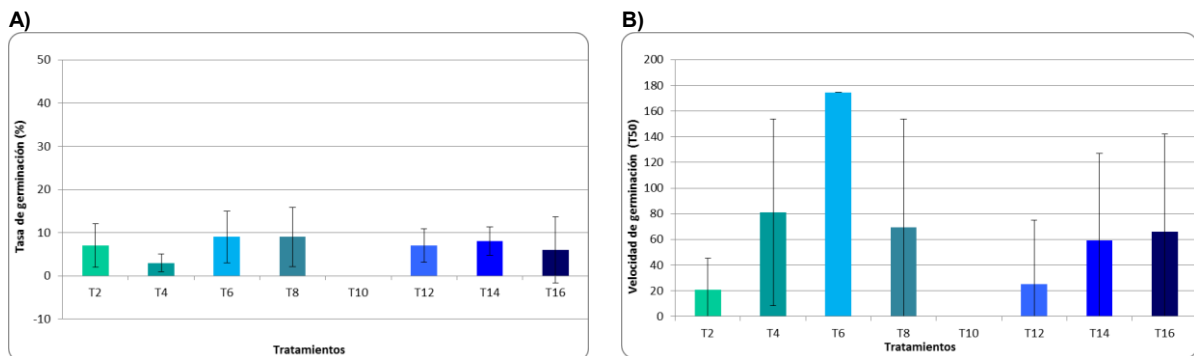 A)
Tasa de germinación (%)
50
40
30
20
10
0
-10
T2 T4 T6 T8 T10 T12 T14 T16
Tratamientos
B)
Velocidad de germinación (T50)
200
180
160
140
120
100
80
60
40
20
0
T2 T4 T6 T8 T10 T12 T14 T16
Tratamientos